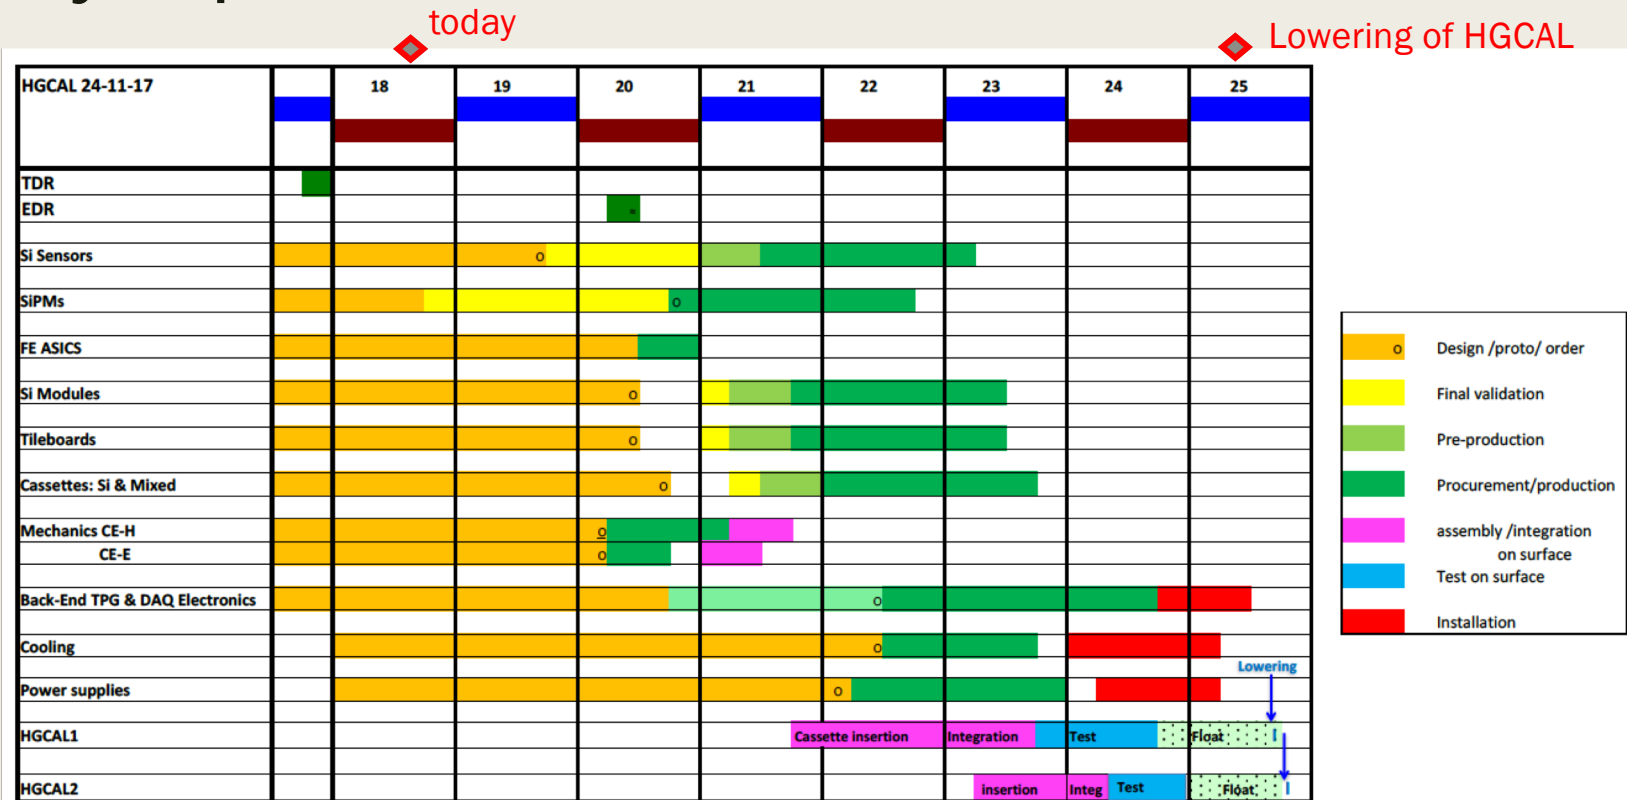 today
Lowering of HGCAL
HGCAL 24-11-17 18 19 20 21 22 23 24 25
TDR
EDR
Si Sensors o
SiPMs o
FE ASICS
Si Modules o
Tileboards o
Cassettes: Si & Mixed o
Mechanics CE-H o
CE-E o
Back-End TPG & DAQ Electronics o
Cooling o
Lowering
Power supplies o
HGCAL1 Cassette insertion Integration Test Float
HGCAL2 insertion Integ Test Float
o Design /proto/ order
Final validation
Pre-production
Procurement/production
assembly /integration
on surface
Test on surface
Installation